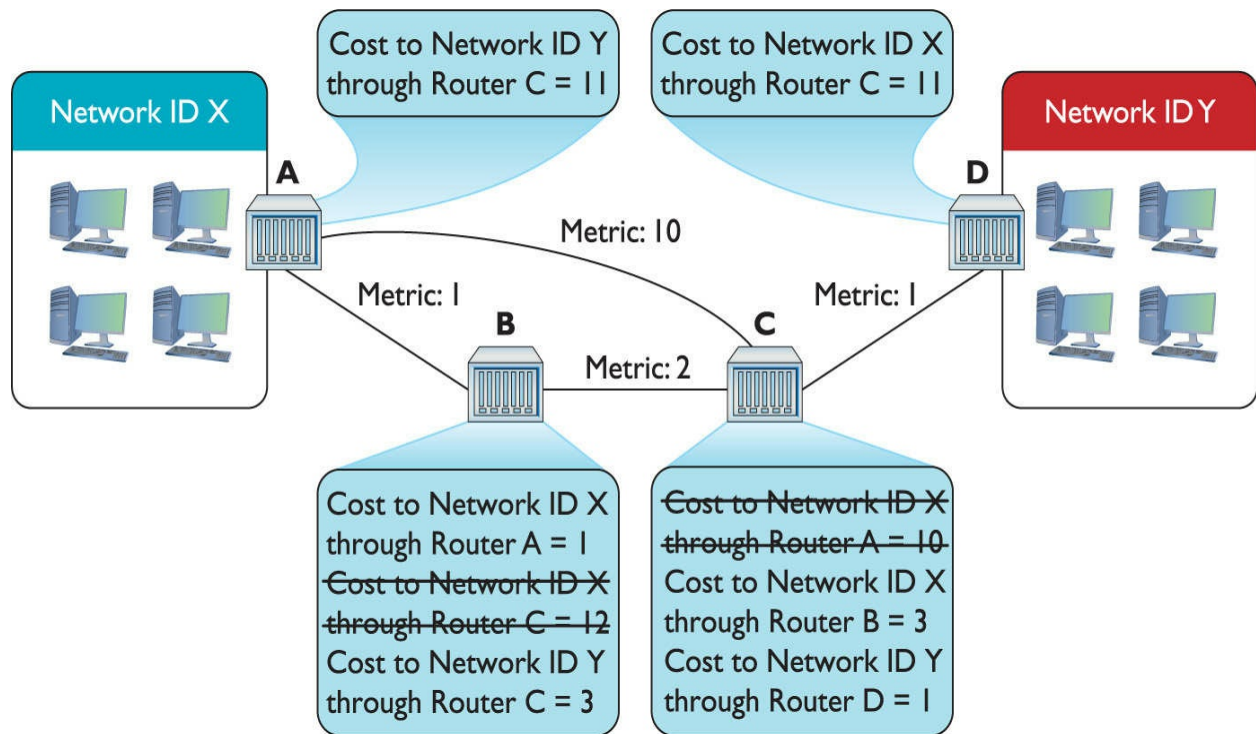 Cost to Network ID Y
through Router C = 11
Cost to Network ID X
through Router C = 11
Network ID X
Network ID Y
A
D
Metric: 10
Metric: 1
Metric: 1
B
C
Metric: 2
Cost to Network ID X
through Router A = 1
Cost to Network ID X
through Router C = 12
Cost to Network ID Y
through Router C = 3
Cost to Network ID X
through Router A = 10
Cost to Network ID X
through Router B = 3
Cost to Network ID Y
through Router D = 1